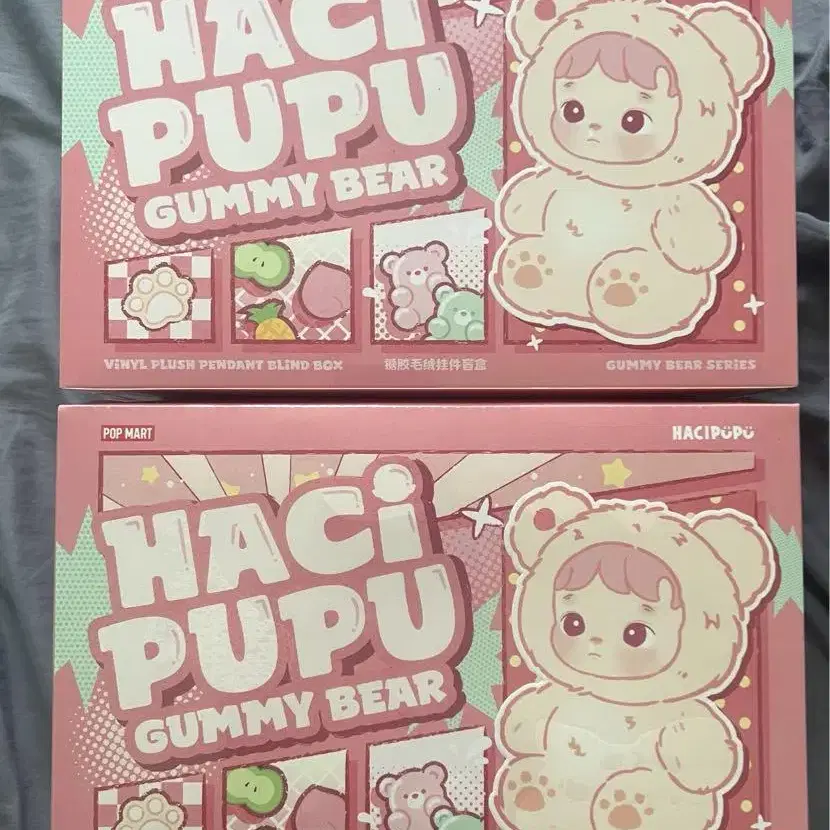 HACI
PUPU
GUMMY BEAR
VINYL PLUSH PENDANT BLIND BOX
搪胶毛绒挂件盲盒
GUMMY BEAR SERIES
POP MART
HACIPUPU
HACI
PUPU
GUMMY BEAR